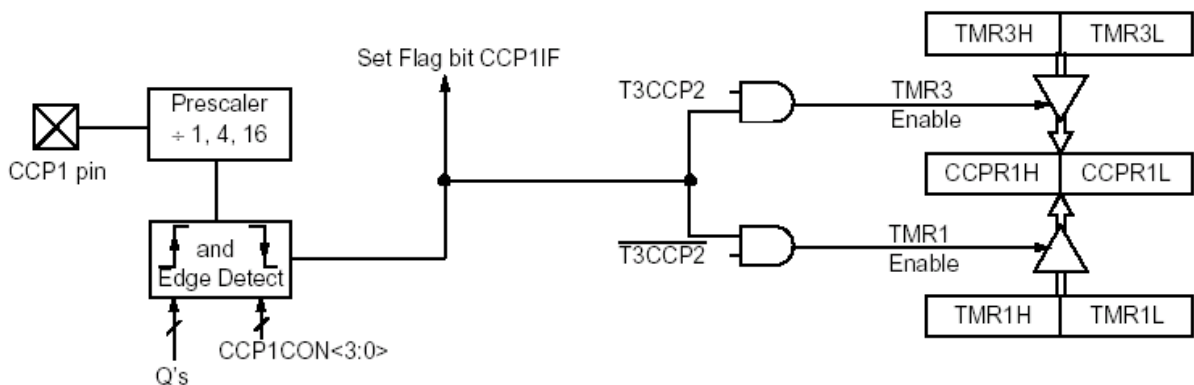 TMR3H TMR3L
Set Flag bit CCP1IF
Prescaler
÷ 1, 4, 16
T3CCP2
TMR3
Enable
CCP1 pin
CCPR1H CCPR1L
and
Edge Detect
T3CCP2
TMR1
Enable
TMR1H TMR1L
CCP1CON<3:0>
Q's